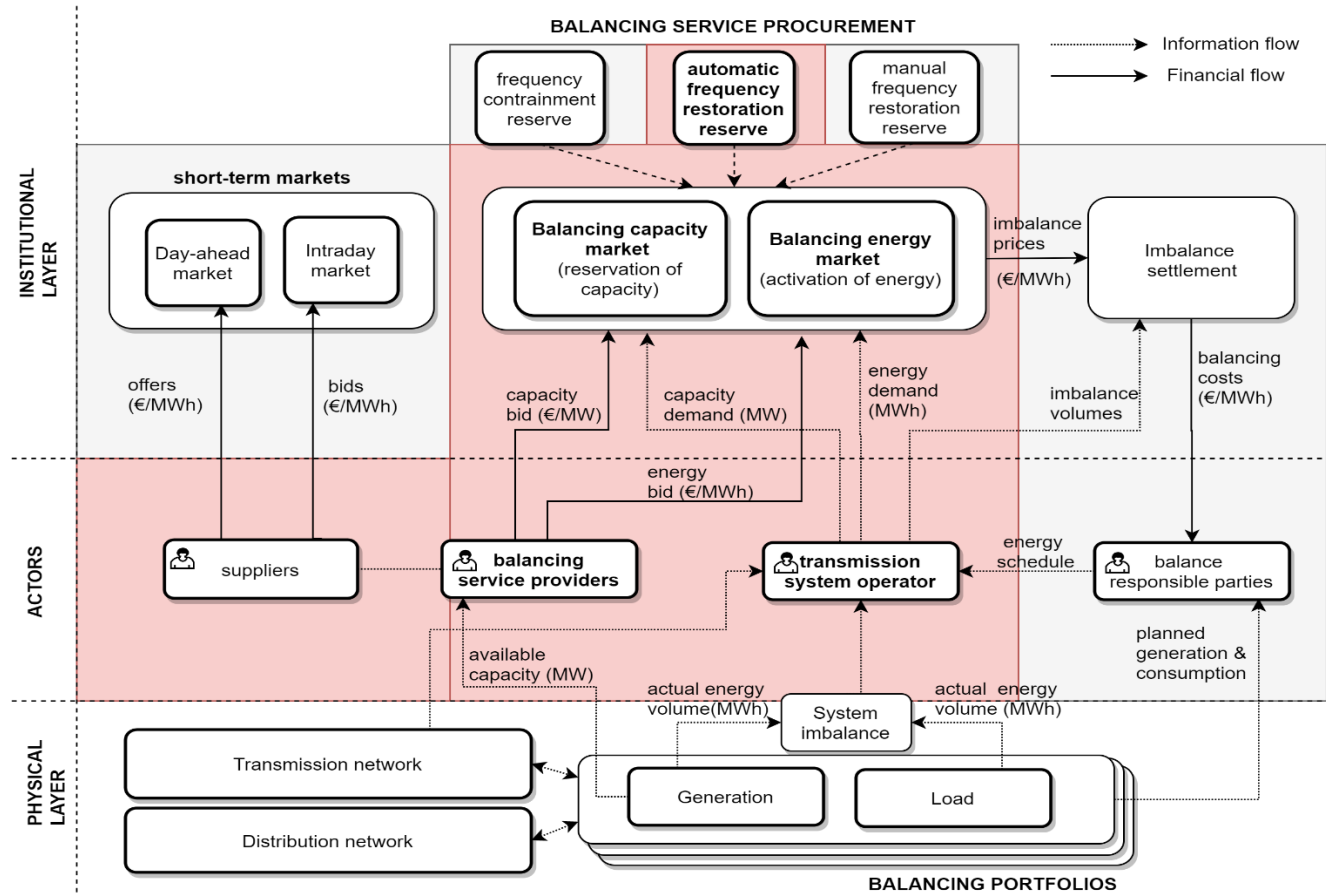 BALANCING SERVICE PROCUREMENT
Information flow
Financial flow
frequency
contrainment
reserve
automatic
frequency
restoration
reserve
manual
frequency
restoration
reserve
INSTITUTIONAL
LAYER
short-term markets
Day-ahead
market
Intraday
market
Balancing capacity
market
(reservation of
capacity)
Balancing energy
market
(activation of energy)
imbalance
prices
(€/MWh)
Imbalance
settlement
offers
(€/MWh)
bids
(€/MWh)
capacity
bid (€/MW)
capacity
demand (MW)
energy
demand
(MWh)
imbalance
volumes
balancing
costs
(€/MWh)
energy
bid (€/MWh)
ACTORS
suppliers
balancing
service providers
transmission
system operator
energy
schedule
balance
responsible parties
available
capacity (MW)
planned
generation &
consumption
actual energy
volume(MWh)
actual energy
volume (MWh)
System
imbalance
PHYSICAL
LAYER
Transmission network
Distribution network
Generation
Load
BALANCING PORTFOLIOS